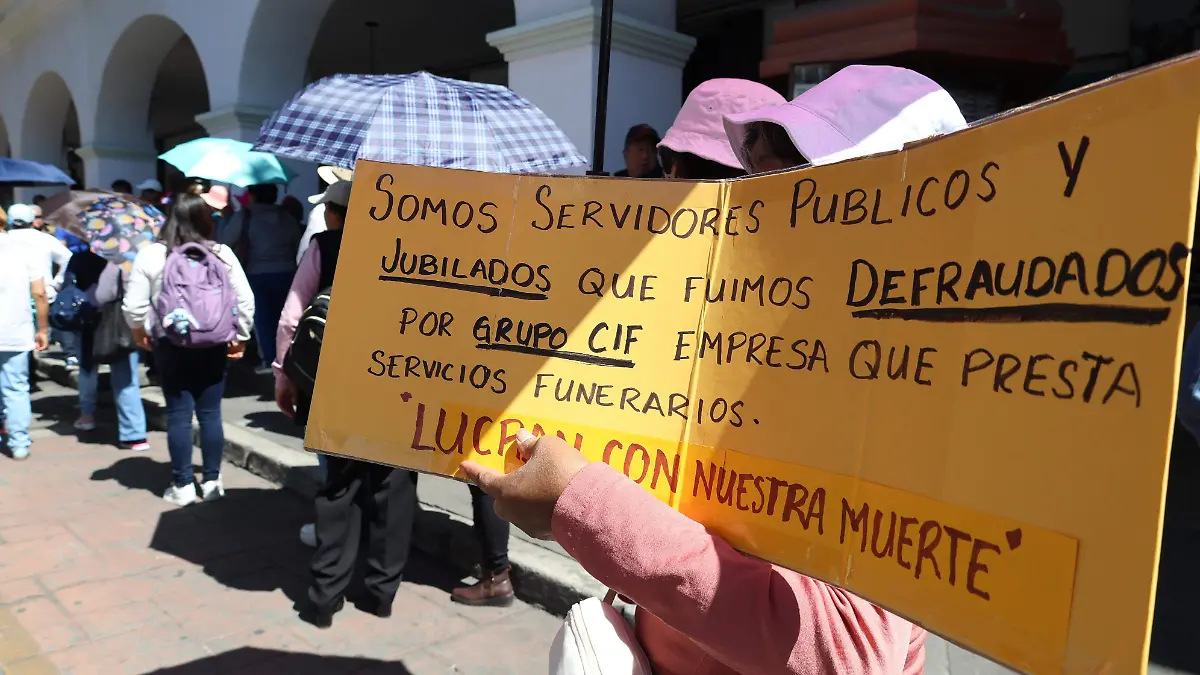 SOMOS SERVIDORES PUBLICOS Y
JUBILADOS QUE FUIMOS DEFRAUDADOS
POR GRUPO CIF EMPRESA QUE PRESTA
SERVICIOS FUNERARIOS.
"LUCRAN CON NUESTRA MUERTE"